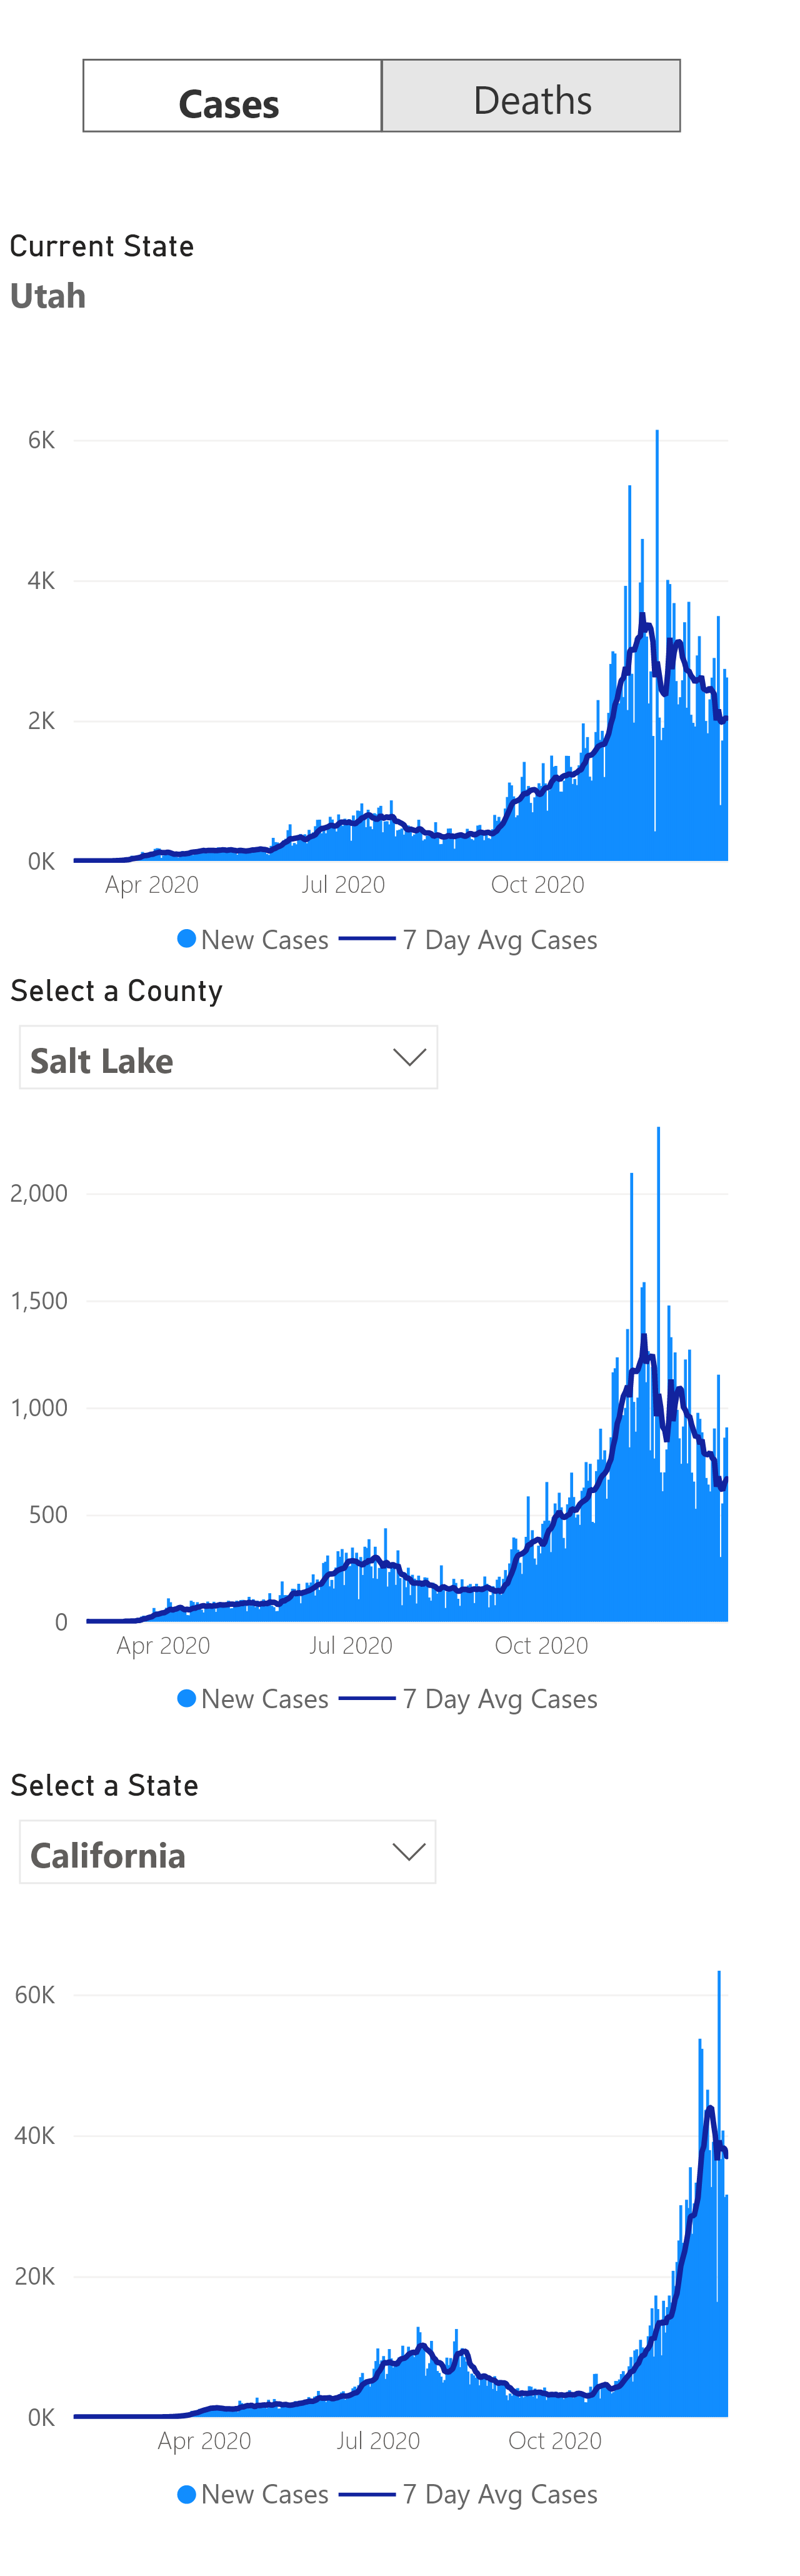 Cases Deaths
Current State
Utah
6K
4K
2K
0K
Apr 2020 Jul 2020 Oct 2020
New Cases 7 Day Avg Cases
Select a County
Salt Lake
2,000
1,500
1,000
500
0
Apr 2020 Jul 2020 Oct 2020
New Cases 7 Day Avg Cases
Select a State
California
60K
40K
20K
0K
Apr 2020 Jul 2020 Oct 2020
New Cases 7 Day Avg Cases